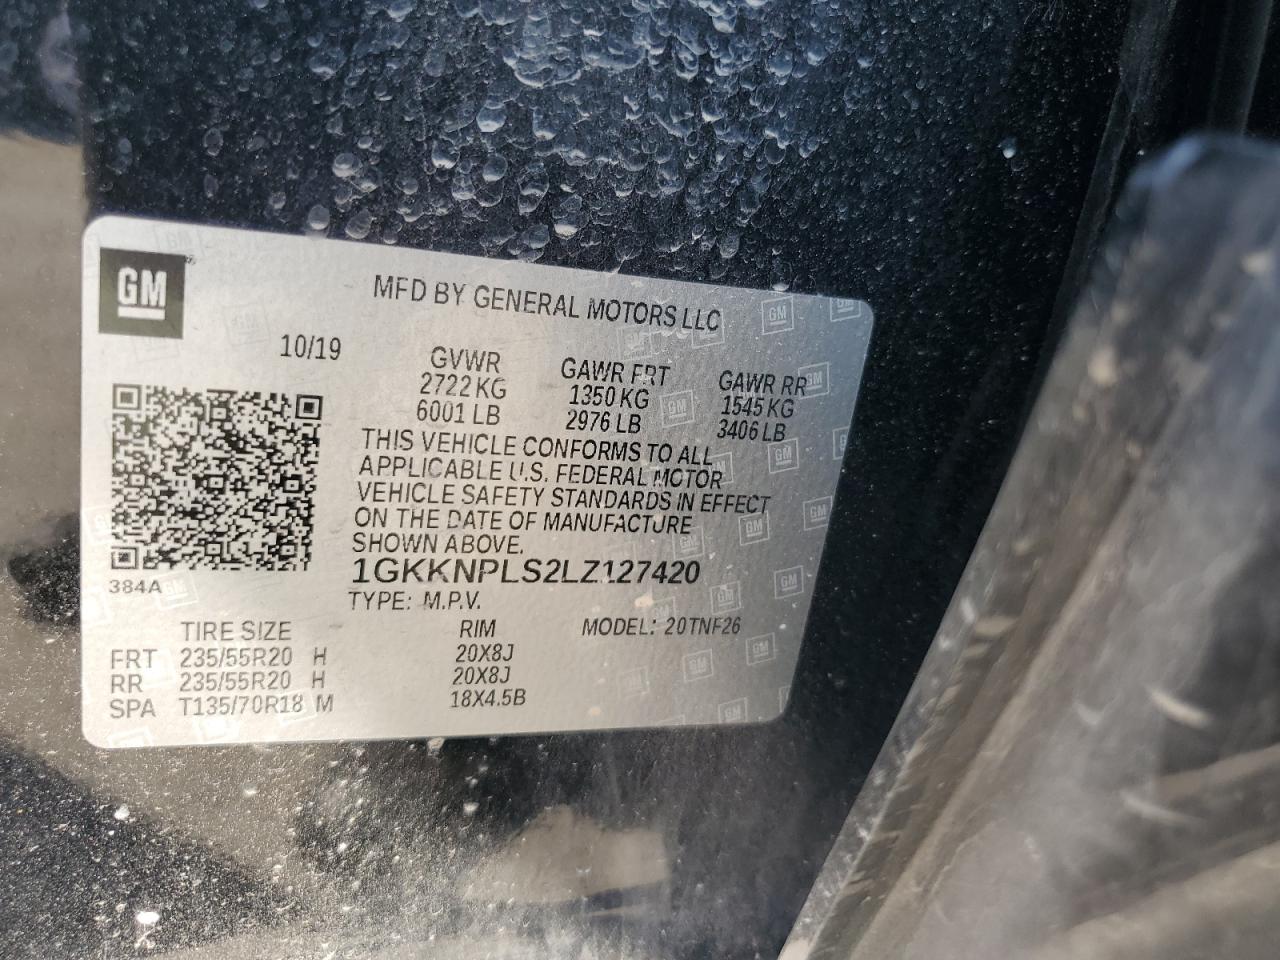 GM
MFD BY GENERAL MOTORS LLC
10/19
GVWR GAWR FRT GAWR RR
2722 KG 1350 KG 1545 KG
6001 LB 2976 LB 3406 LB
THIS VEHICLE CONFORMS TO ALL
APPLICABLE U.S. FEDERAL MOTOR
VEHICLE SAFETY STANDARDS IN EFFECT
ON THE DATE OF MANUFACTURE
SHOWN ABOVE.
384A
1GKKNPLS2LZ127420
TYPE: M.P.V.
TIRE SIZE RIM MODEL: 20TNF26
FRT 235/55R20 H 20X8J
RR 235/55R20 H 20X8J
SPA T135/70R18 M 18X4.5B